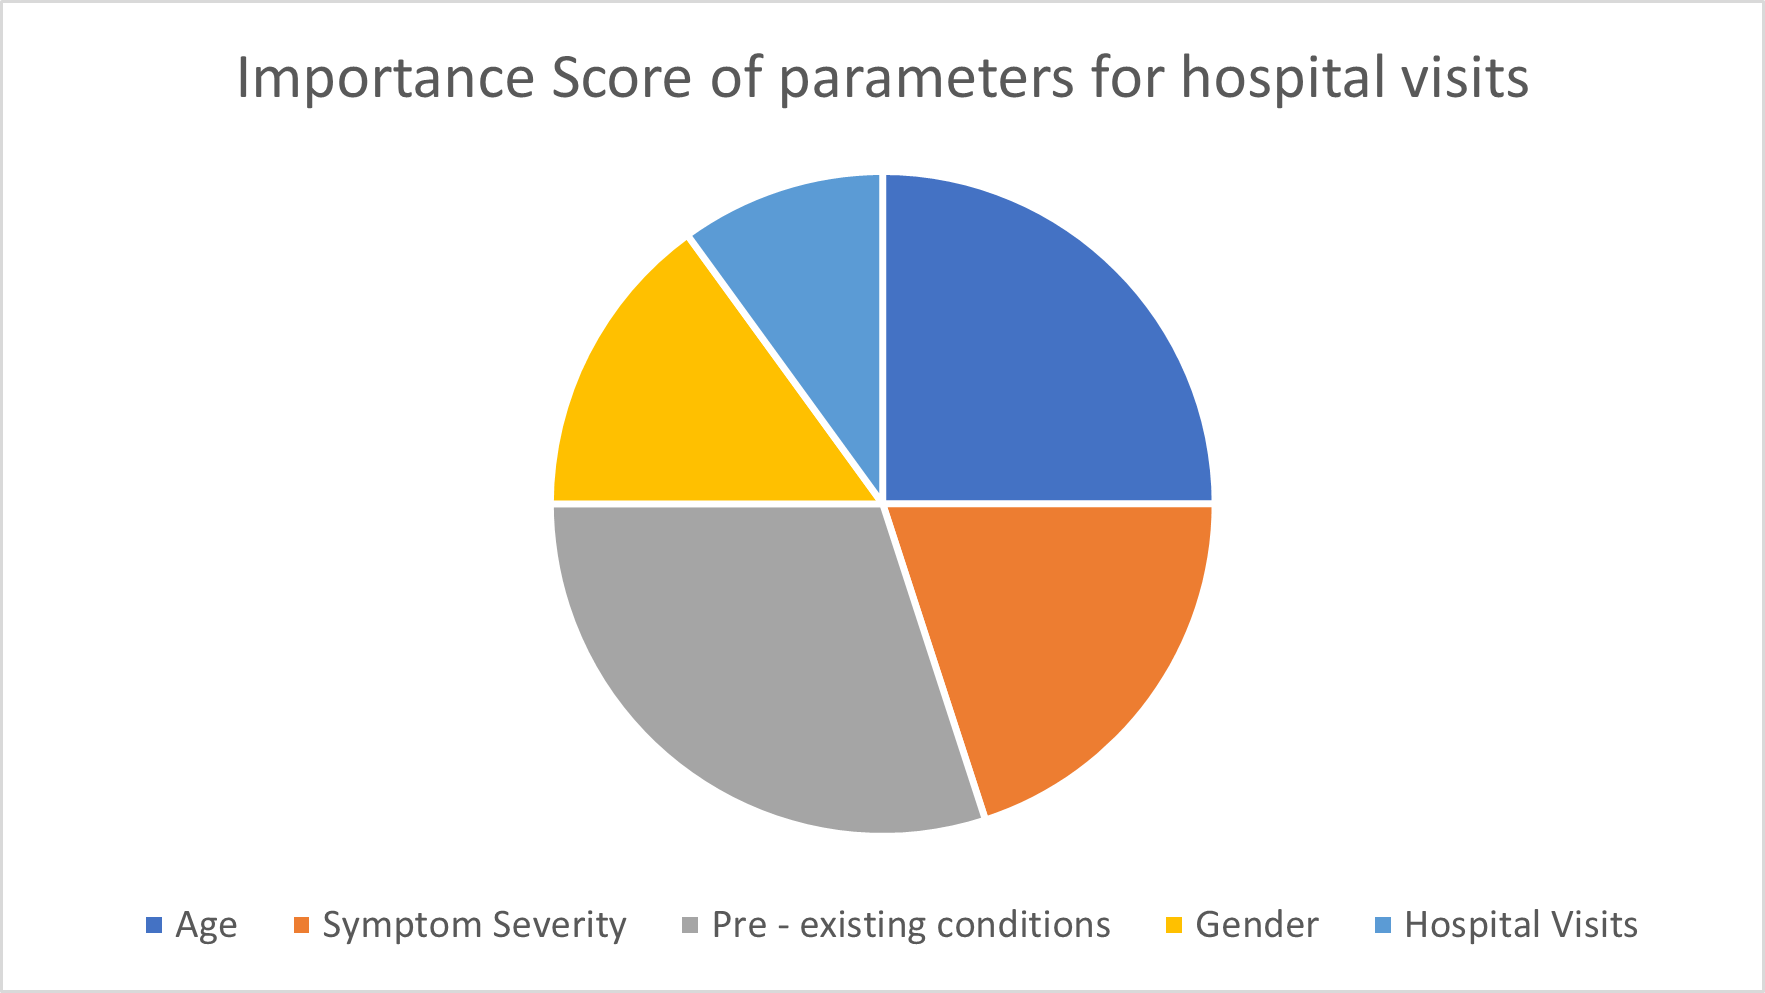 Importance Score of parameters for hospital visits
Age Symptom Severity Pre - existing conditions Gender Hospital Visits